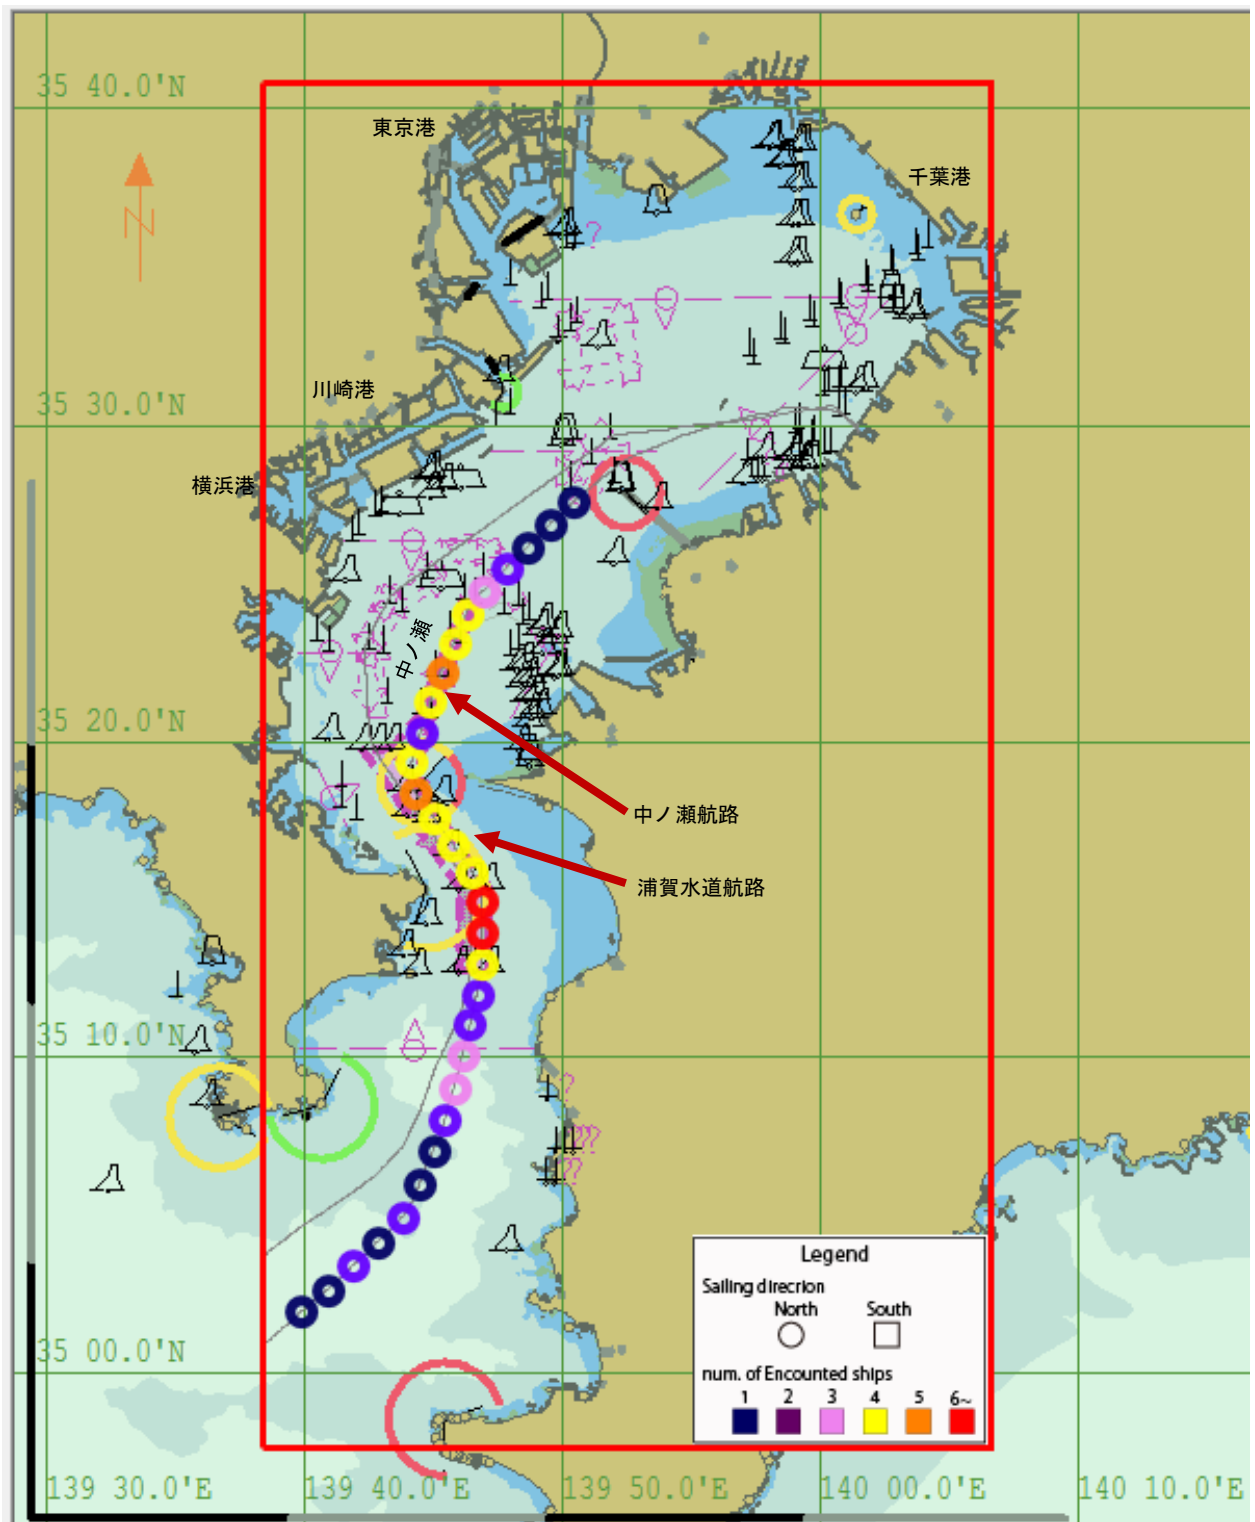 35 40.0'N
東京港
千葉港
N
川崎港
35 30.0'N
横浜港
中ノ瀬
35 20.0'N
中ノ瀬航路
浦賀水道航路
35 10.0'N
35 00.0'N
Legend
Sailing direcrion
North South
num. of Encounted ships
1 2 3 4 5 6~
139 30.0'E 139 40.0'E 139 50.0'E 140 00.0'E 140 10.0'E